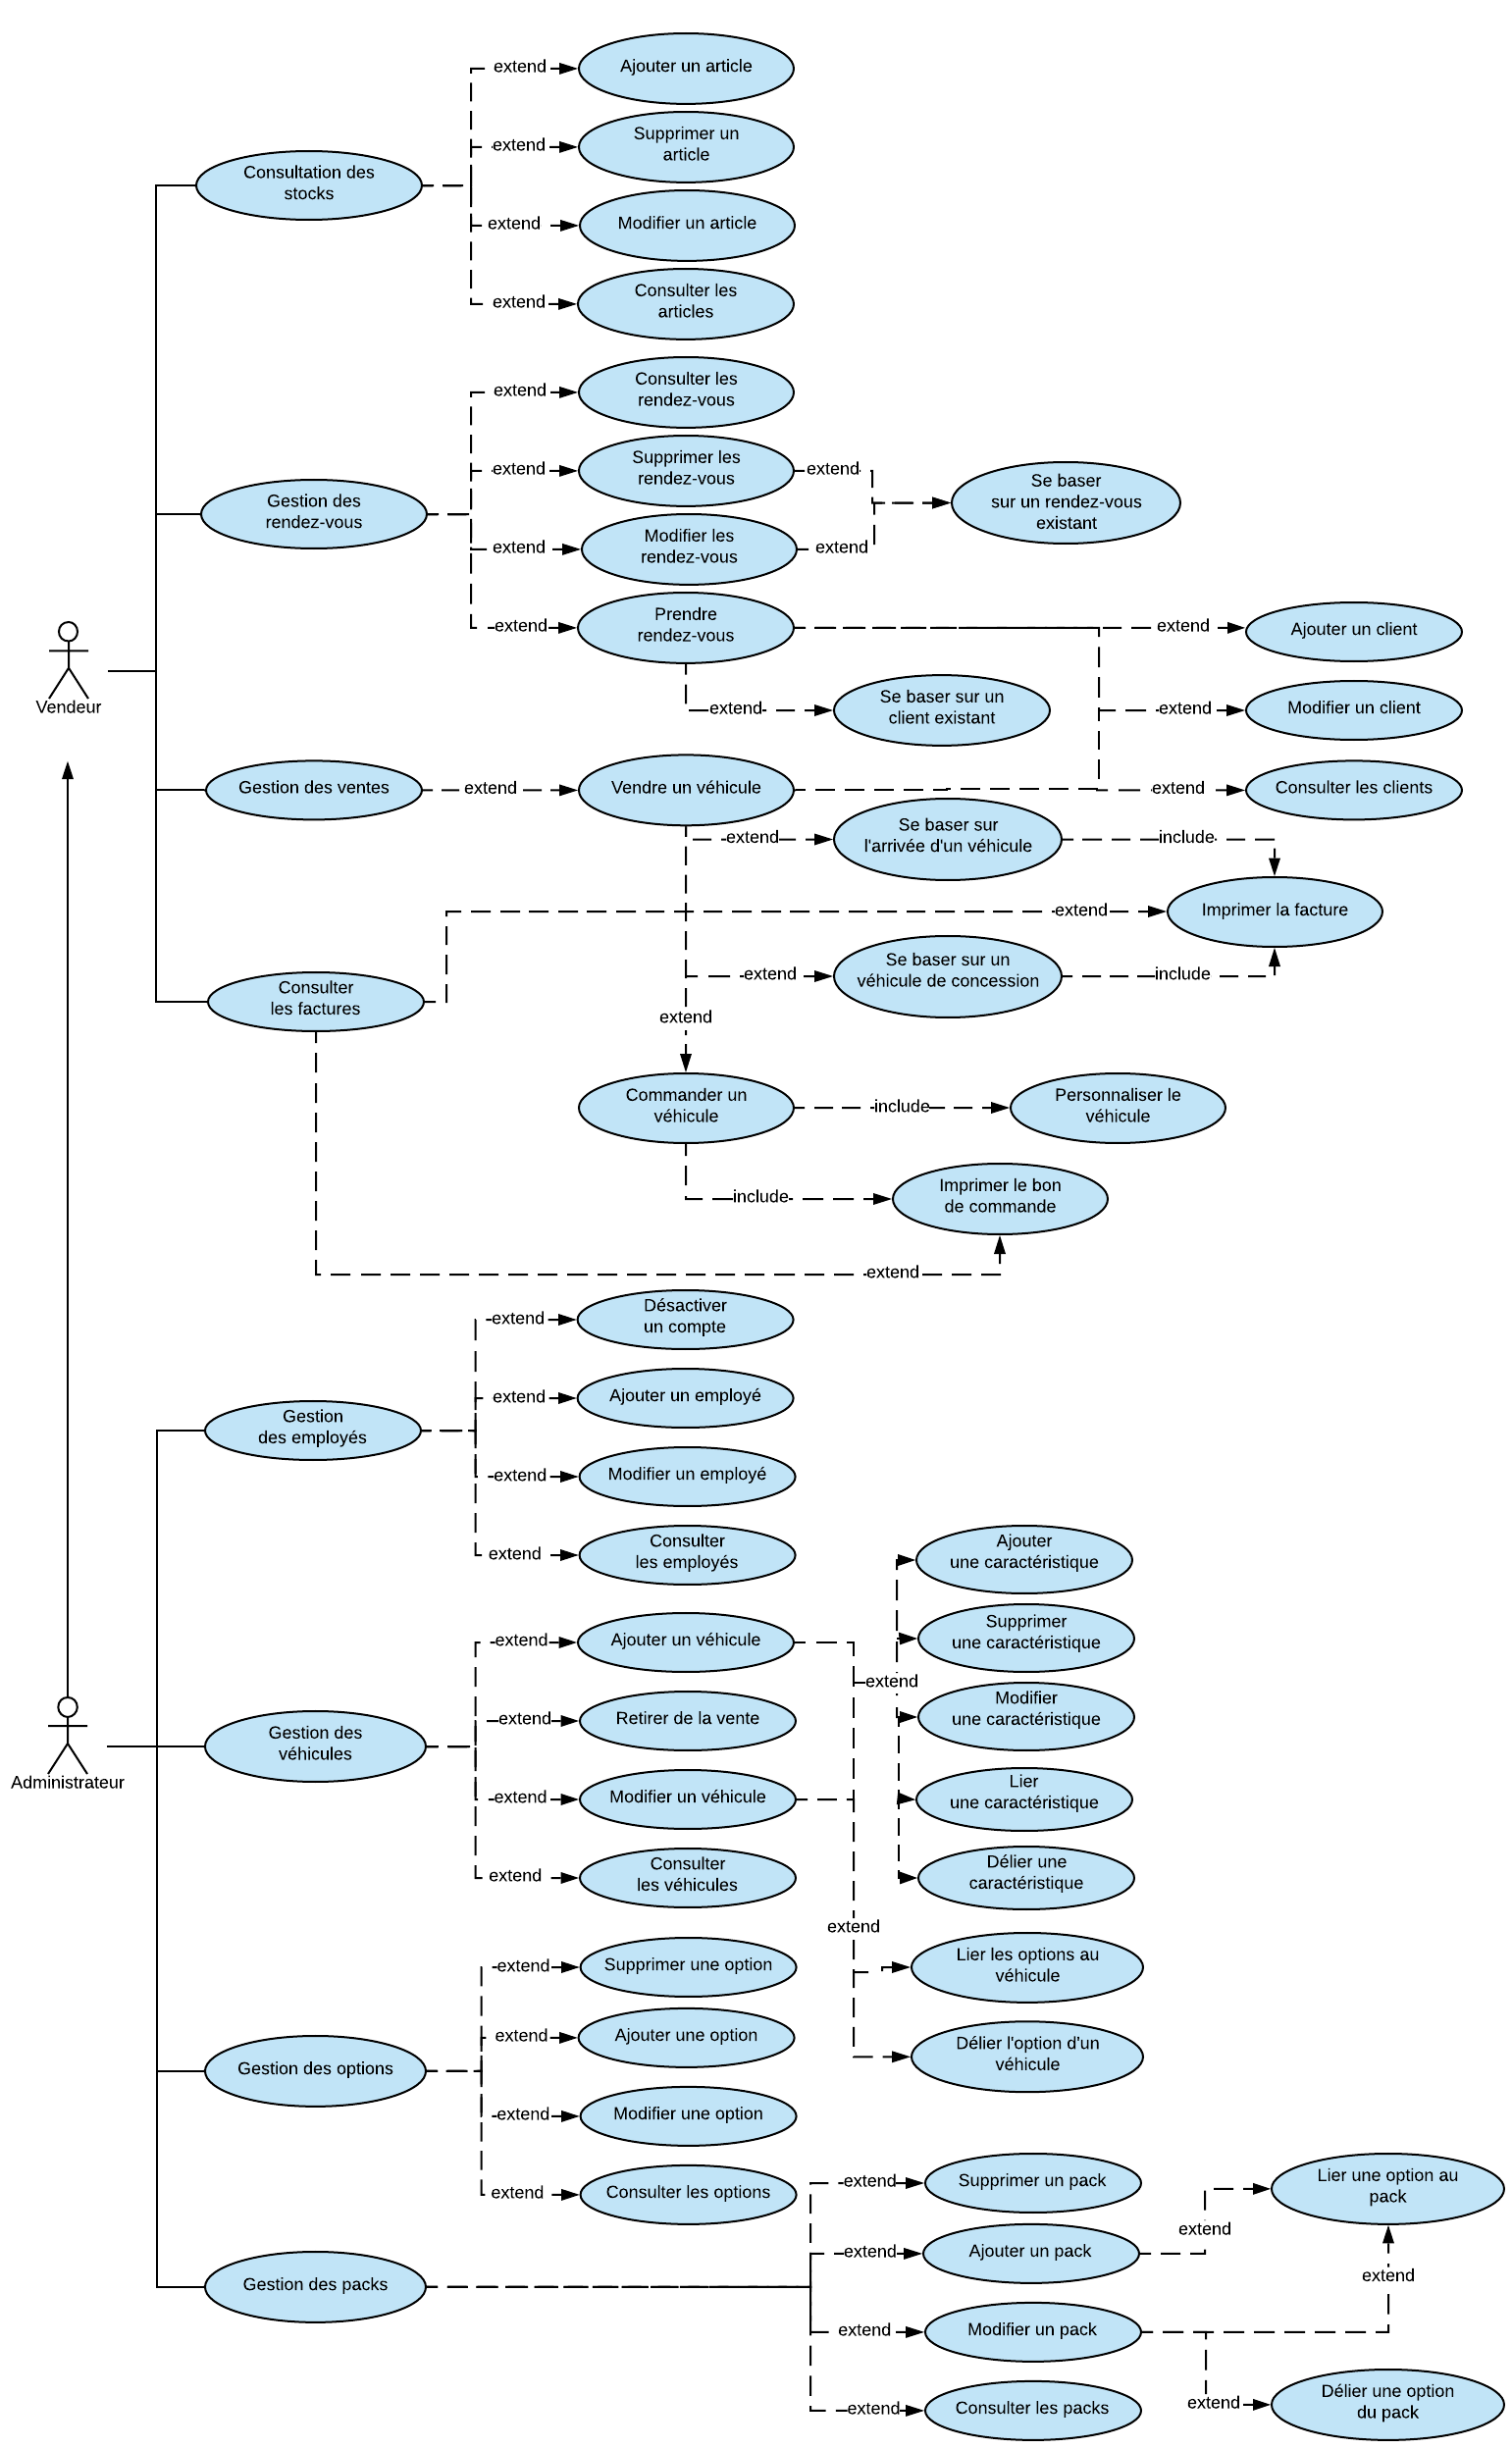 extend
Ajouter un article
extend
Supprimer un
article
Consultation des
stocks
extend
Modifier un article
extend
Consulter les
articles
extend
Consulter les
rendez-vous
extend
Supprimer les
rendez-vous
extend
Se baser
sur un rendez-vous
existant
Gestion des
rendez-vous
extend
Modifier les
rendez-vous
extend
extend
Prendre
rendez-vous
extend
Ajouter un client
Vendeur
extend
Se baser sur un
client existant
extend
Modifier un client
Gestion des ventes
extend
Vendre un véhicule
extend
Consulter les clients
extend
Se baser sur
l'arrivée d'un véhicule
include
extend
Imprimer la facture
extend
Se baser sur un
véhicule de concession
include
Consulter
les factures
extend
Commander un
véhicule
include
Personnaliser le
véhicule
include
Imprimer le bon
de commande
extend
extend
Désactiver
un compte
extend
Ajouter un employé
Gestion
des employés
extend
Modifier un employé
extend
Consulter
les employés
Ajouter
une caractéristique
extend
Ajouter un véhicule
Supprimer
une caractéristique
extend
extend
Retirer de la vente
Modifier
une caractéristique
Gestion des
véhicules
Administrateur
extend
Modifier un véhicule
Lier
une caractéristique
extend
Consulter
les véhicules
Délier une
caractéristique
extend
extend
Supprimer une option
Lier les options au
véhicule
extend
Ajouter une option
Délier l'option d'un
véhicule
Gestion des options
extend
Modifier une option
extend
Consulter les options
extend
Supprimer un pack
Lier une option au
pack
extend
extend
Ajouter un pack
Gestion des packs
extend
extend
Modifier un pack
extend
Consulter les packs
extend
Délier une option
du pack